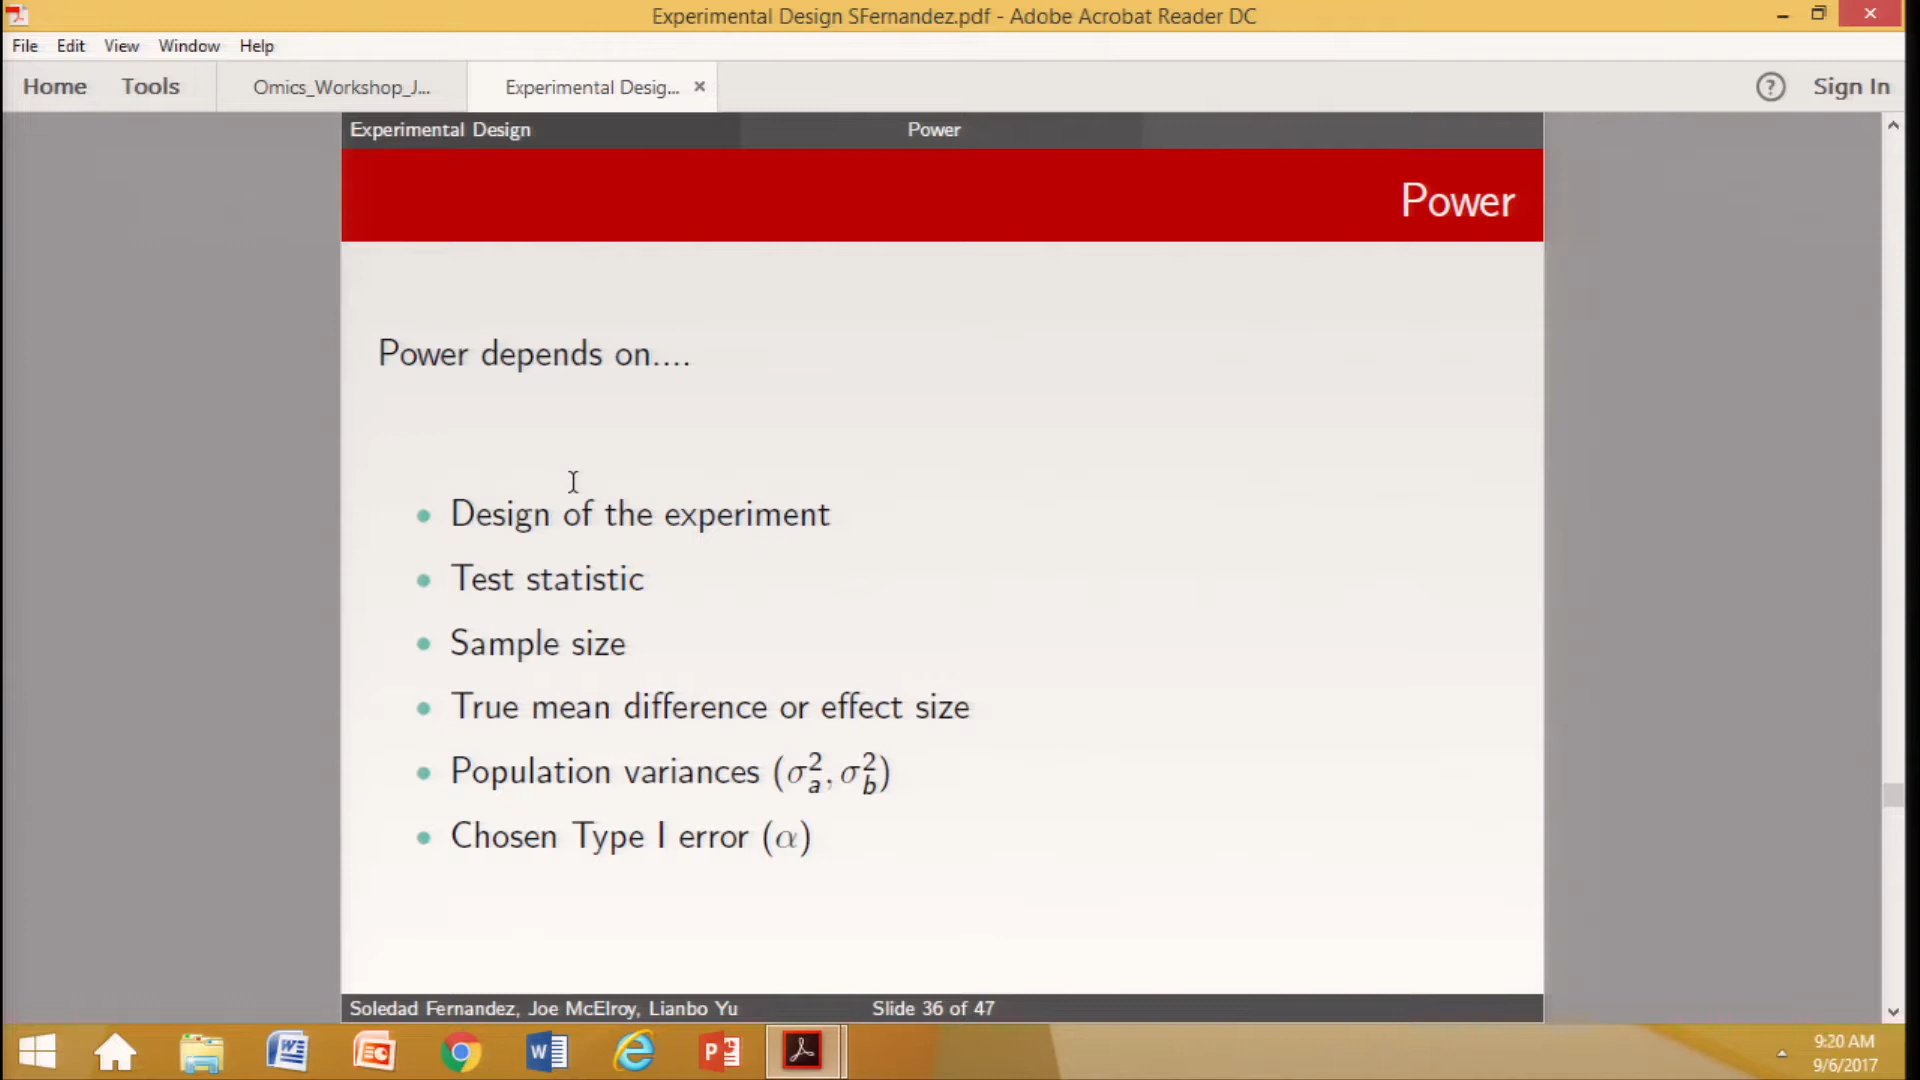 Experimental Design SFernandez.pdf - Adobe Acrobat Reader DC
File Edit View Window Help
Home Tools Omics_Workshop_J... Experimental Desig... × ? Sign In
Experimental Design Power
Power
Power depends on....
• Design of the experiment
• Test statistic
• Sample size
• True mean difference or effect size
• Population variances (σ²ₐ, σ²_b)
• Chosen Type I error (α)
Soledad Fernandez, Joe McElroy, Lianbo Yu Slide 36 of 47
9:20 AM
9/6/2017